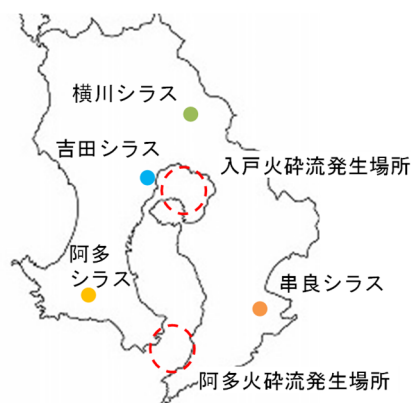 横川シラス
吉田シラス
入戸火砕流発生場所
阿多
シラス
串良シラス
阿多火砕流発生場所